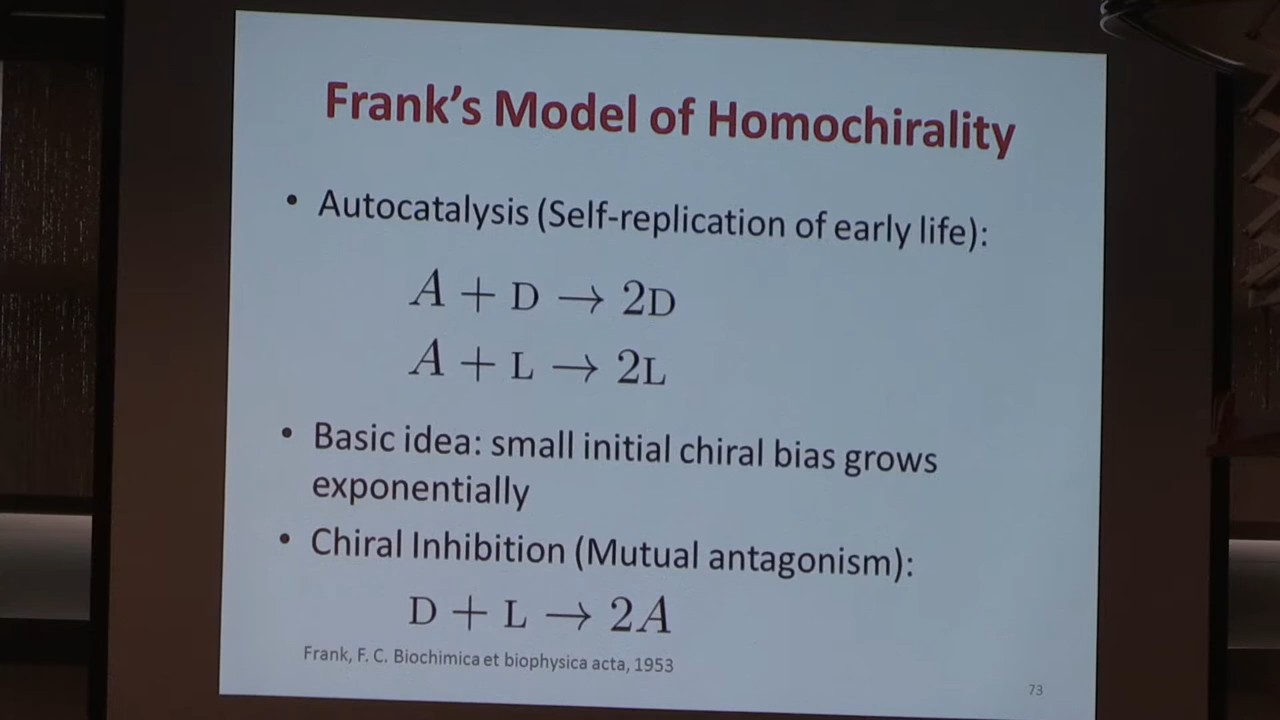 Frank's Model of Homochirality
• Autocatalysis (Self-replication of early life):
A + D → 2D
A + L → 2L
• Basic idea: small initial chiral bias grows
exponentially
• Chiral Inhibition (Mutual antagonism):
D + L → 2A
Frank, F. C. Biochimica et biophysica acta, 1953
73